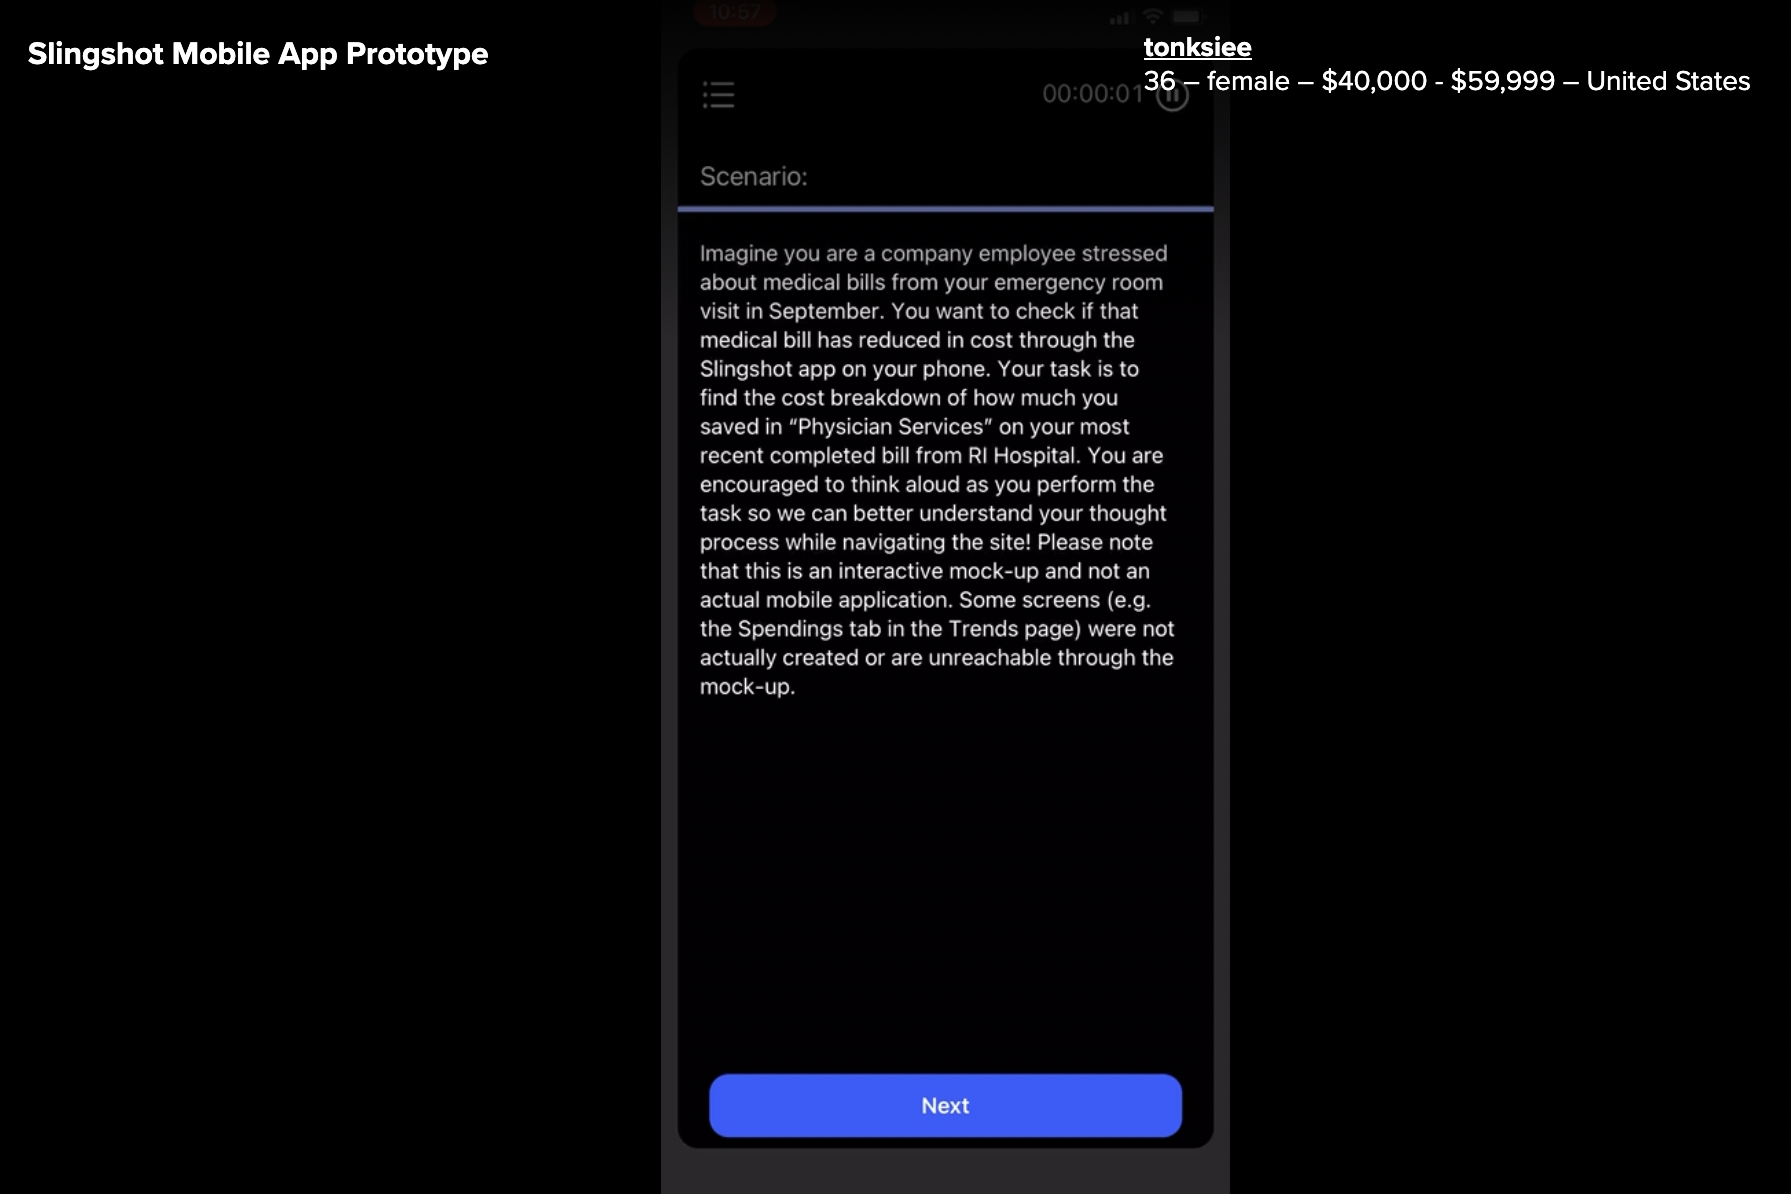 Slingshot Mobile App Prototype
tonksiee
36 – female – $40,000 - $59,999 – United States
10:57
00:00:01
Scenario:
Imagine you are a company employee stressed
about medical bills from your emergency room
visit in September. You want to check if that
medical bill has reduced in cost through the
Slingshot app on your phone. Your task is to
find the cost breakdown of how much you
saved in “Physician Services” on your most
recent completed bill from RI Hospital. You are
encouraged to think aloud as you perform the
task so we can better understand your thought
process while navigating the site! Please note
that this is an interactive mock-up and not an
actual mobile application. Some screens (e.g.
the Spendings tab in the Trends page) were not
actually created or are unreachable through the
mock-up.
Next